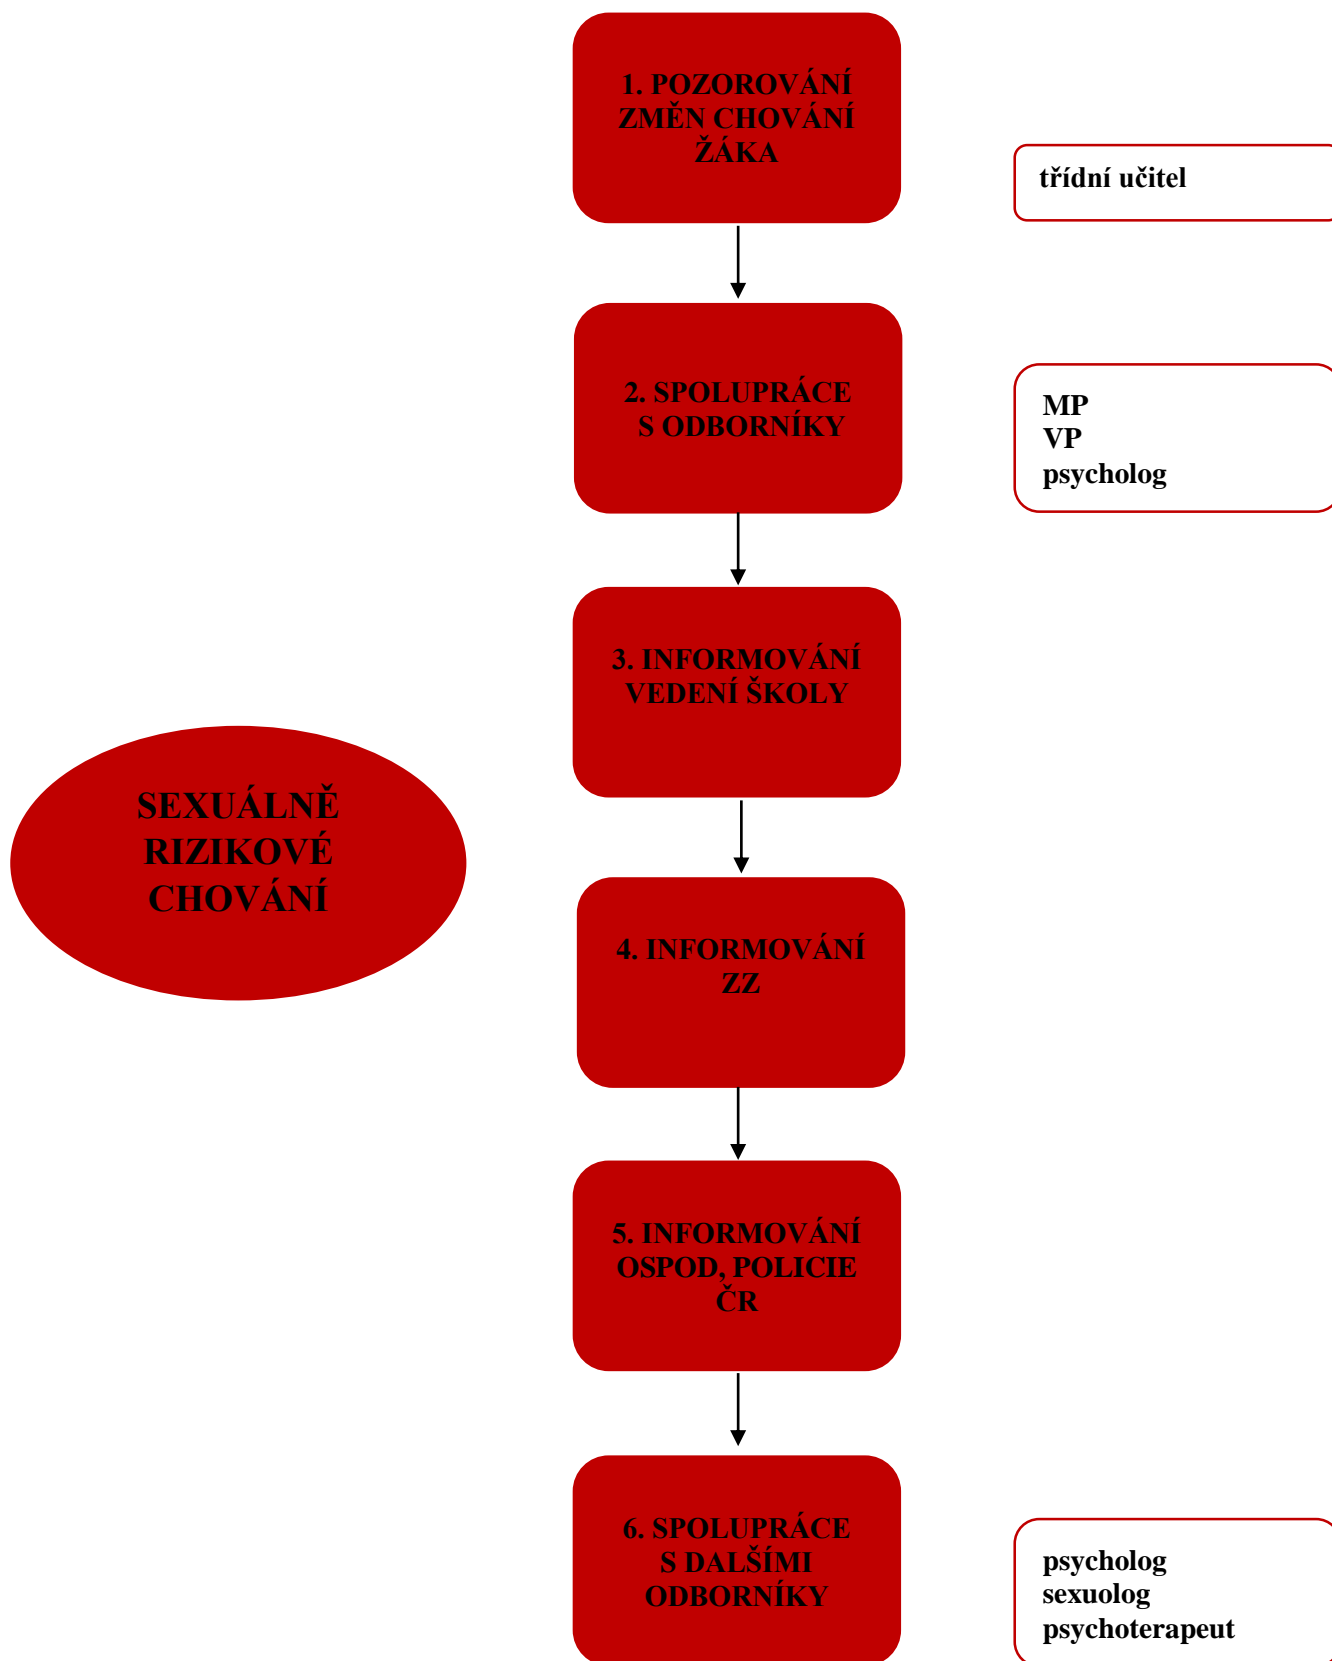 1. POZOROVÁNÍ
ZMĚN CHOVÁNÍ
ŽÁKA
třídní učitel
2. SPOLUPRÁCE
S ODBORNÍKY
MP
VP
psycholog
3. INFORMOVÁNÍ
VEDENÍ ŠKOLY
SEXUÁLNĚ
RIZIKOVÉ
CHOVÁNÍ
4. INFORMOVÁNÍ
ZZ
5. INFORMOVÁNÍ
OSPOD, POLICIE
ČR
6. SPOLUPRÁCE
S DALŠÍMI
ODBORNÍKY
psycholog
sexuolog
psychoterapeut